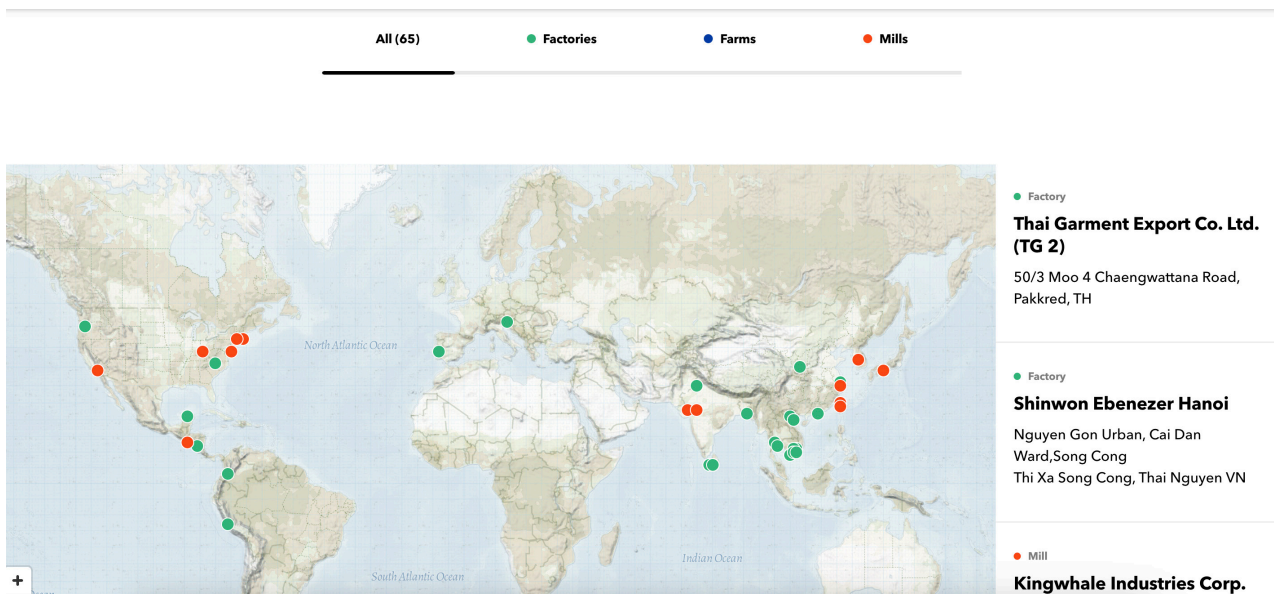 All (65)
Factories
Farms
Mills
North Atlantic Ocean
South Atlantic Ocean
Indian Ocean
+
Factory
Thai Garment Export Co. Ltd.
(TG 2)
50/3 Moo 4 Chaengwattana Road,
Pakkred, TH
Factory
Shinwon Ebenezer Hanoi
Nguyen Gon Urban, Cai Dan
Ward,Song Cong
Thi Xa Song Cong, Thai Nguyen VN
Mill
Kingwhale Industries Corp.